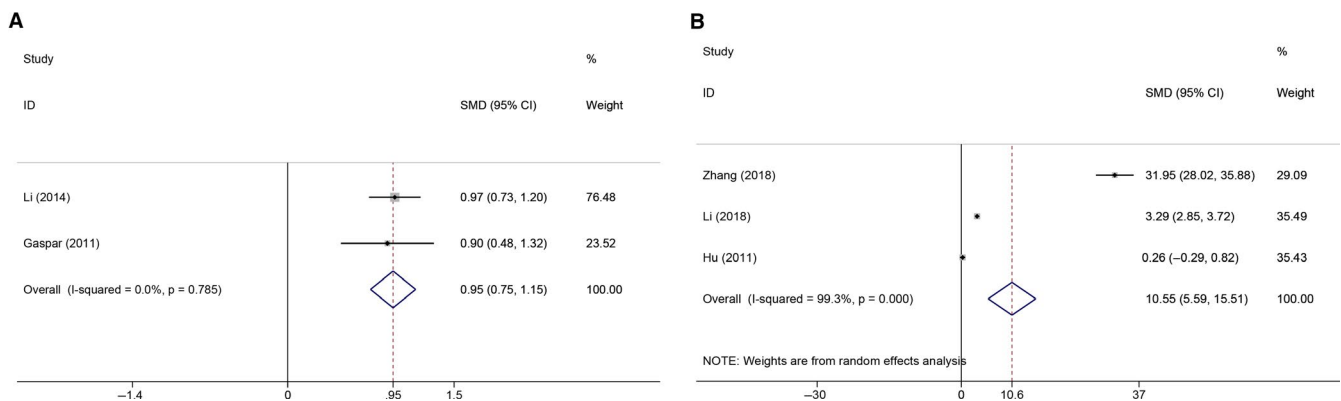 A
Study %
ID SMD (95% CI) Weight
Li (2014) 0.97 (0.73, 1.20) 76.48
Gaspar (2011) 0.90 (0.48, 1.32) 23.52
Overall (I-squared = 0.0%, p = 0.785) 0.95 (0.75, 1.15) 100.00
–1.4 0 .95 1.5
B
Study %
ID SMD (95% CI) Weight
Zhang (2018) 31.95 (28.02, 35.88) 29.09
Li (2018) 3.29 (2.85, 3.72) 35.49
Hu (2011) 0.26 (–0.29, 0.82) 35.43
Overall (I-squared = 99.3%, p = 0.000) 10.55 (5.59, 15.51) 100.00
NOTE: Weights are from random effects analysis
–30 0 10.6 37